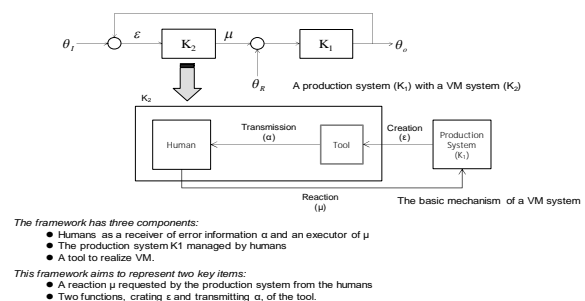 θI
ε
K2
μ
K1
θo
θR
A production system (K1) with a VM system (K2)
K2
Human
Transmission
(α)
Tool
Creation
(ε)
Production
System
(K1)
Reaction
(μ)
The basic mechanism of a VM system
The framework has three components:
● Humans as a receiver of error information α and an executor of μ
● The production system K1 managed by humans
● A tool to realize VM.
This framework aims to represent two key items:
● A reaction μ requested by the production system from the humans
● Two functions, crating ε and transmitting α, of the tool.